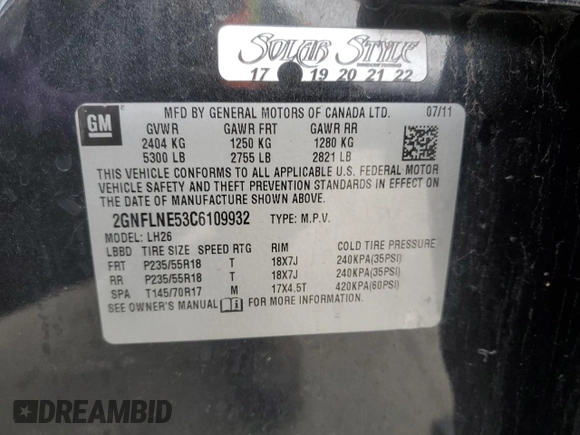 SOLAR STYLE
17 19 20 21 22
GM
MFD BY GENERAL MOTORS OF CANADA LTD. 07/11
GVWR GAWR FRT GAWR RR
2404 KG 1250 KG 1280 KG
5300 LB 2755 LB 2821 LB
THIS VEHICLE CONFORMS TO ALL APPLICABLE U.S. FEDERAL MOTOR
VEHICLE SAFETY AND THEFT PREVENTION STANDARDS IN EFFECT ON
THE DATE OF MANUFACTURE SHOWN ABOVE.
2GNFLNE53C6109932 TYPE: M.P.V.
MODEL: LH26
LBBD TIRE SIZE SPEED RTG RIM COLD TIRE PRESSURE
FRT P235/55R18 T 18X7J 240KPA(35PSI)
RR P235/55R18 T 18X7J 240KPA(35PSI)
SPA T145/70R17 M 17X4.5T 420KPA(60PSI)
SEE OWNER'S MANUAL FOR MORE INFORMATION.
DREAMBID